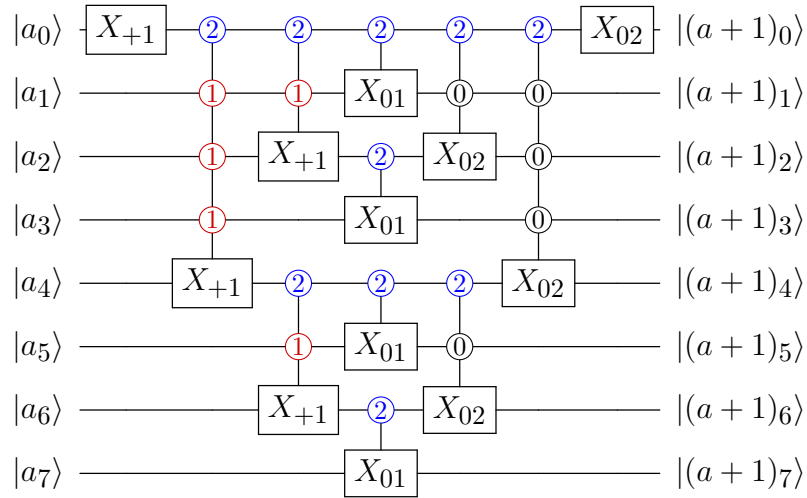 |a₀⟩ X₊₁ 2 2 2 2 2 X₀₂ |(a + 1)₀⟩
|a₁⟩ 1 1 X₀₁ 0 0 |(a + 1)₁⟩
|a₂⟩ 1 X₊₁ 2 X₀₂ 0 |(a + 1)₂⟩
|a₃⟩ 1 X₀₁ 0 |(a + 1)₃⟩
|a₄⟩ X₊₁ 2 2 2 X₀₂ |(a + 1)₄⟩
|a₅⟩ 1 X₀₁ 0 |(a + 1)₅⟩
|a₆⟩ X₊₁ 2 X₀₂ |(a + 1)₆⟩
|a₇⟩ X₀₁ |(a + 1)₇⟩